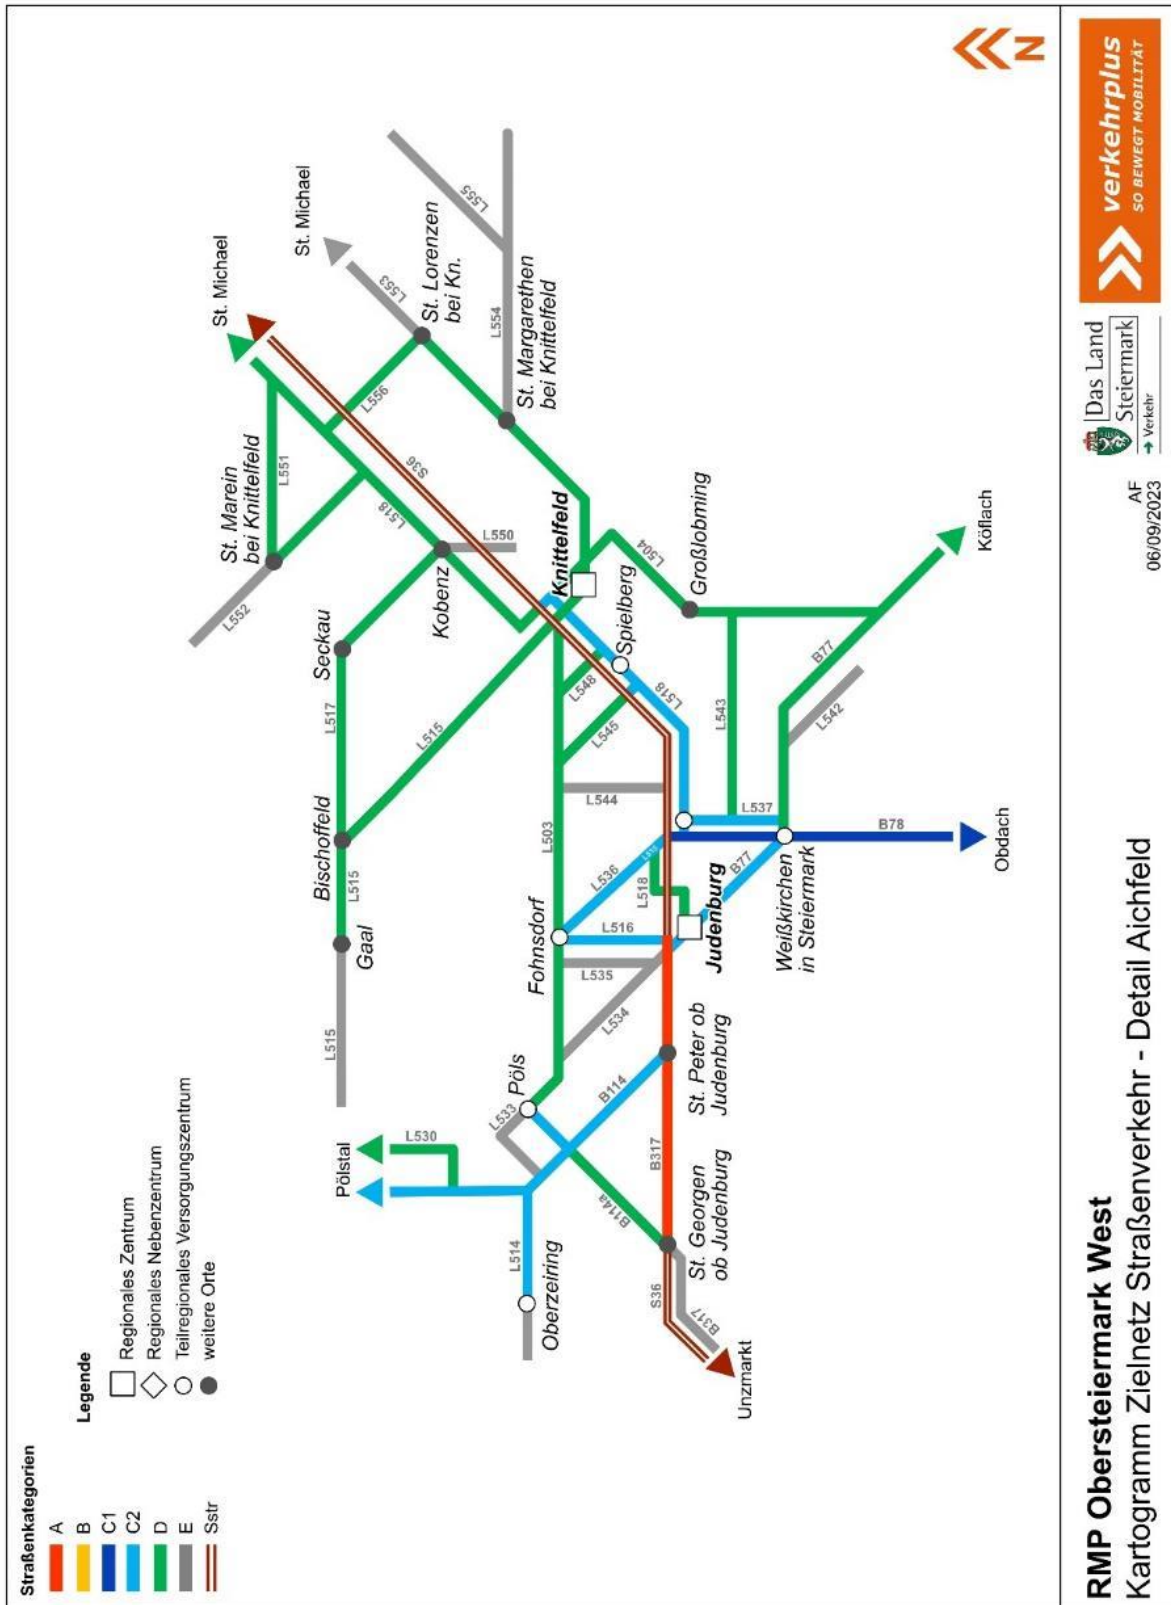 Straßenkategorien
A
B
C1
C2
D
E
Sstr
Legende
Regionales Zentrum
Regionales Nebenzentrum
Teilregionales Versorgungszentrum
weitere Orte
N
St. Michael
St. Michael
St. Marein
bei Knittelfeld
L551
L552
L556
L553
St. Lorenzen
bei Kn.
L555
L554
St. Margarethen
bei Knittelfeld
S36
L518
L550
Kobenz
Seckau
L517
L515
Bischoffeld
L515
Gaal
L515
Knittelfeld
Spielberg
L504
Großlobming
Köflach
B77
L542
L543
L518
L548
L545
L544
L503
L537
B78
Obdach
B77
Weißkirchen
in Steiermark
L536
L518
L516
Judenburg
Fohnsdorf
L535
L534
Pöls
L533
B114
St. Peter ob
Judenburg
B317
B114a
St. Georgen
ob Judenburg
S36
B317
Unzmarkt
Pölstal
L530
L514
Oberzeiring
RMP Obersteiermark West
Kartogramm Zielnetz Straßenverkehr - Detail Aichfeld
AF
06/09/2023
Das Land
Steiermark
→ Verkehr
verkehrplus
SO BEWEGT MOBILITÄT